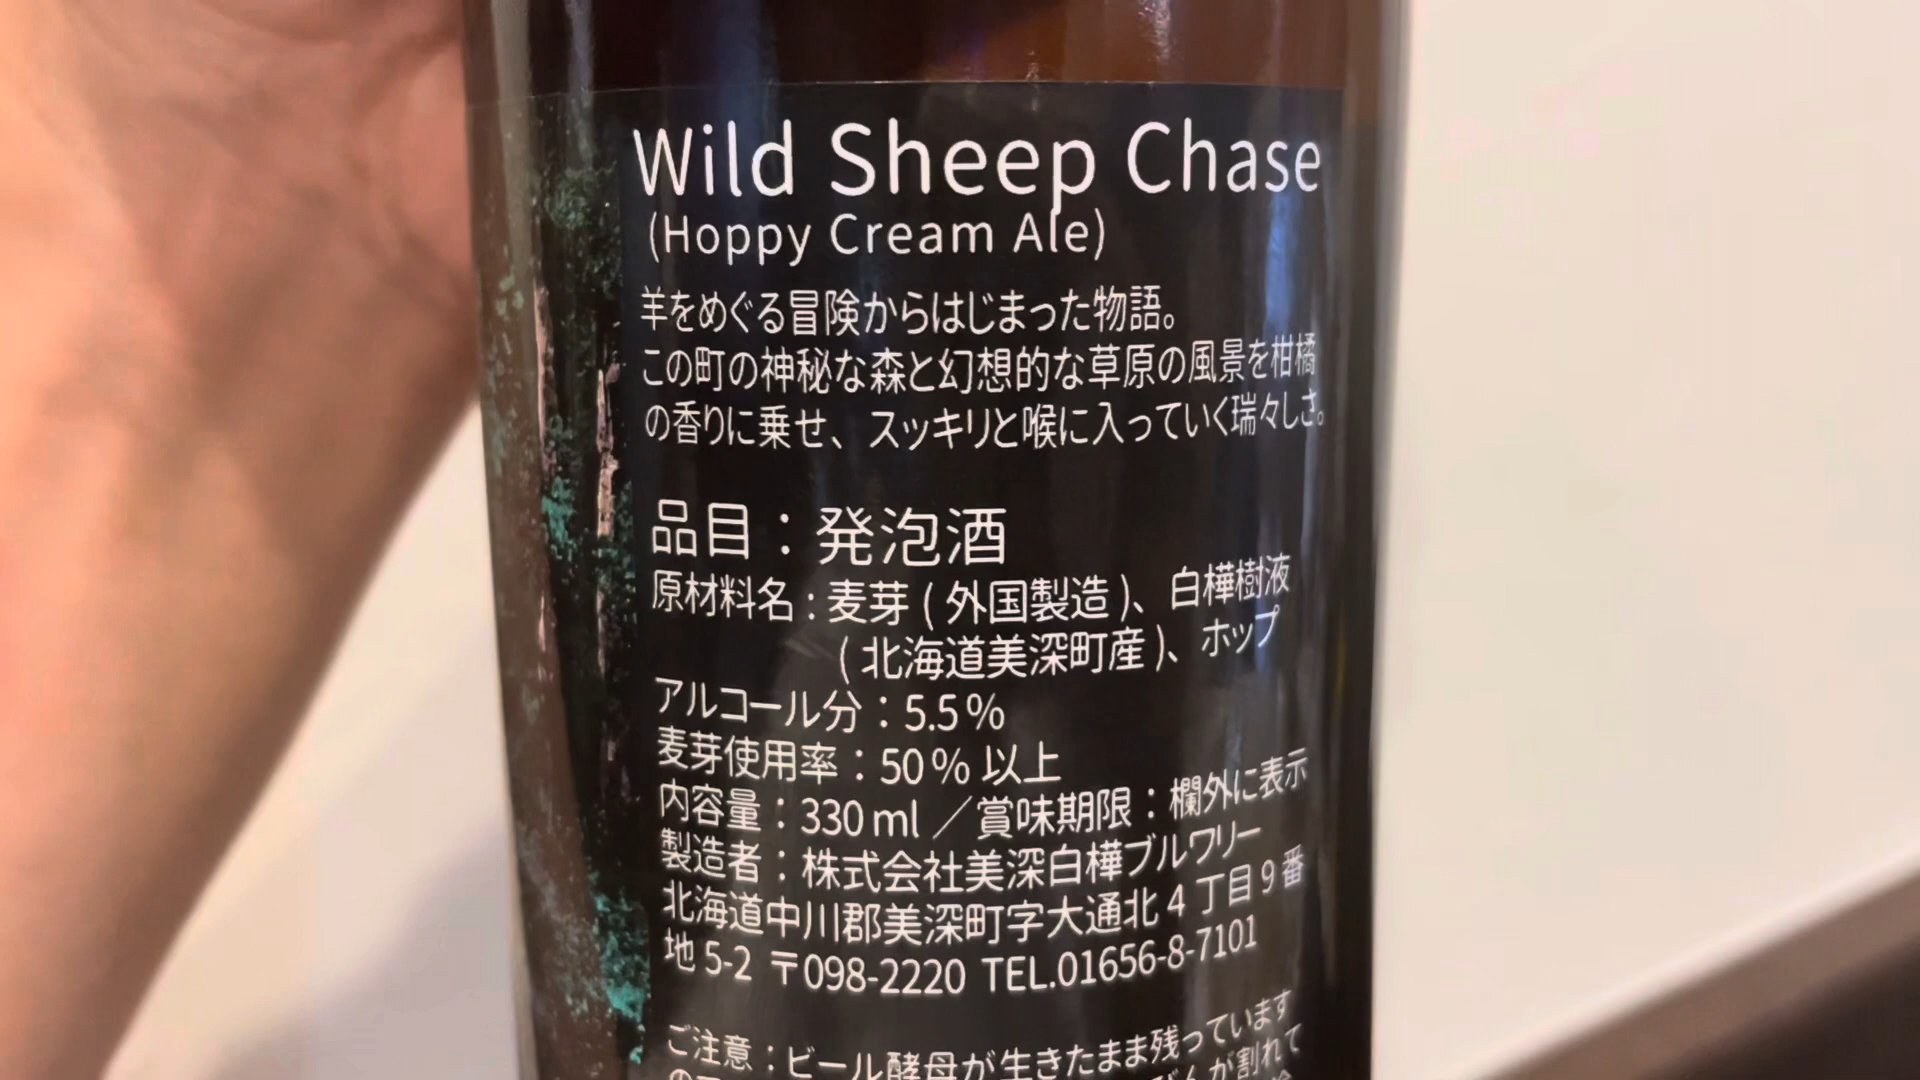 Wild Sheep Chase
(Hoppy Cream Ale)
羊をめぐる冒険からはじまった物語。
この町の神秘な森と幻想的な草原の風景を柑橘
の香りに乗せ、スッキリと喉に入っていく瑞々しさ。
品目：発泡酒
原材料名：麦芽(外国製造)、白樺樹液
(北海道美深町産)、ホップ
アルコール分：5.5%
麦芽使用率：50%以上
内容量：330ml／賞味期限：欄外に表示
製造者：株式会社美深白樺ブルワリー
北海道中川郡美深町字大通北4丁目9番
地5-2 〒098-2220 TEL.01656-8-7101
ご注意：ビール酵母が生きたまま残っています
が割れて